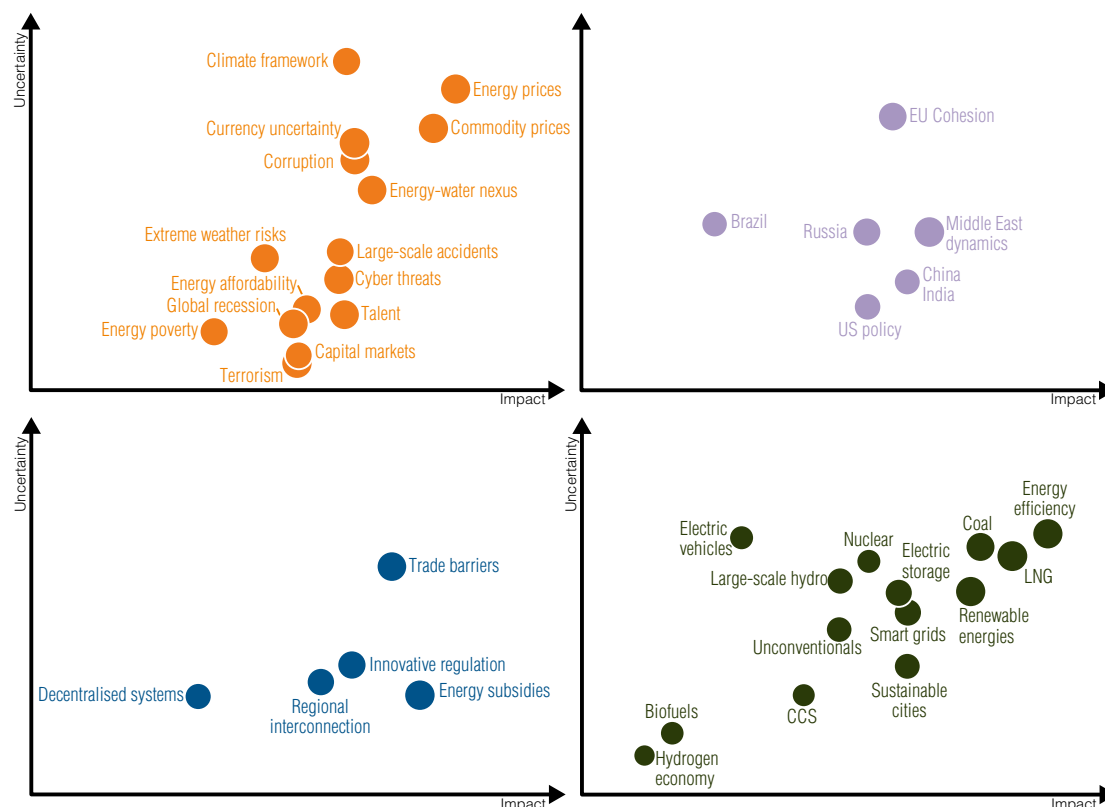 Uncertainty
Climate framework
Energy prices
Currency uncertainty
Commodity prices
Corruption
Energy-water nexus
Extreme weather risks
Large-scale accidents
Energy affordability
Cyber threats
Global recession
Talent
Energy poverty
Capital markets
Terrorism
Impact
EU Cohesion
Brazil
Russia
Middle East
dynamics
China
India
US policy
Impact
Uncertainty
Trade barriers
Innovative regulation
Decentralised systems
Energy subsidies
Regional
interconnection
Impact
Uncertainty
Energy
efficiency
Electric
vehicles
Coal
Nuclear
Electric
storage
Large-scale hydro
LNG
Renewable
energies
Smart grids
Unconventionals
Sustainable
cities
CCS
Biofuels
Hydrogen
economy
Impact